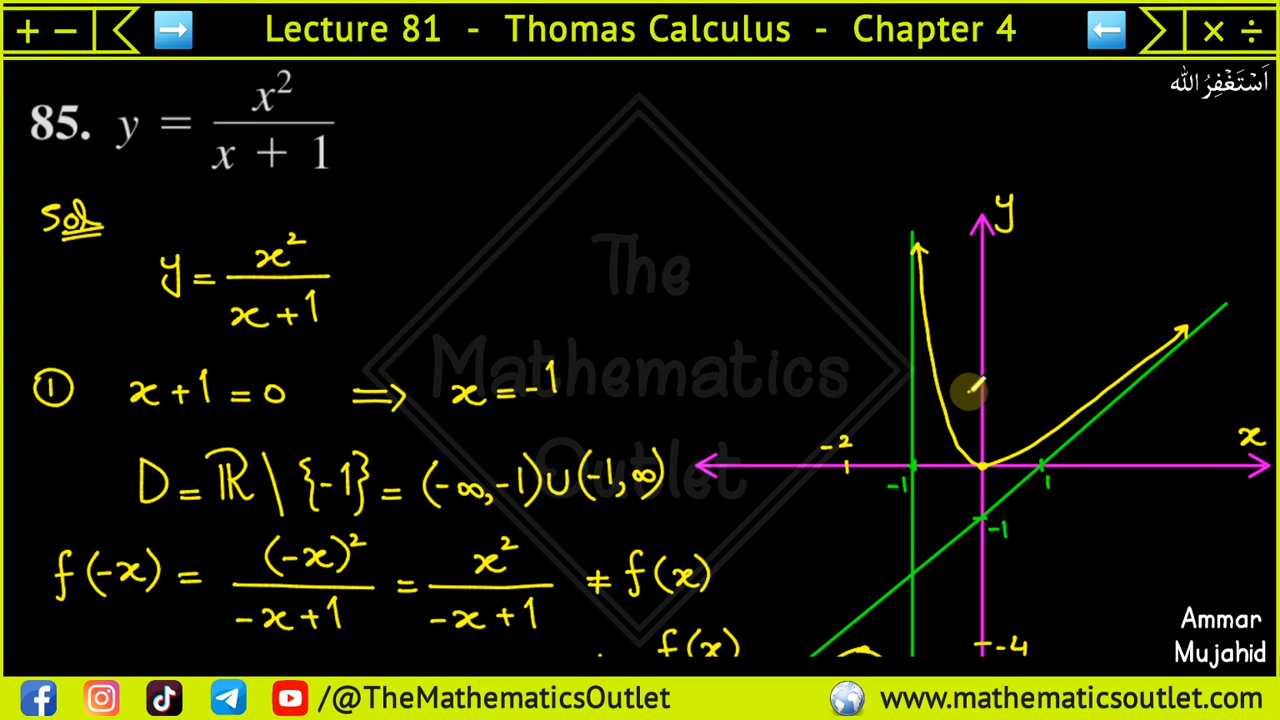 + − Lecture 81 - Thomas Calculus - Chapter 4 × ÷
اَسْتَغْفِرُ اللّٰه
85. y = x² / (x + 1)
Sol
y = x² / (x + 1)
① x + 1 = 0 ⟹ x = -1
D = ℝ \ {-1} = (-∞, -1) ∪ (-1, ∞)
f(-x) = (-x)² / (-x + 1) = x² / (-x + 1) ≠ f(x)
f(x)
y
x
-2
-1
1
-1
-4
The
Mathematics
Outlet
Ammar
Mujahid
/@TheMathematicsOutlet
www.mathematicsoutlet.com